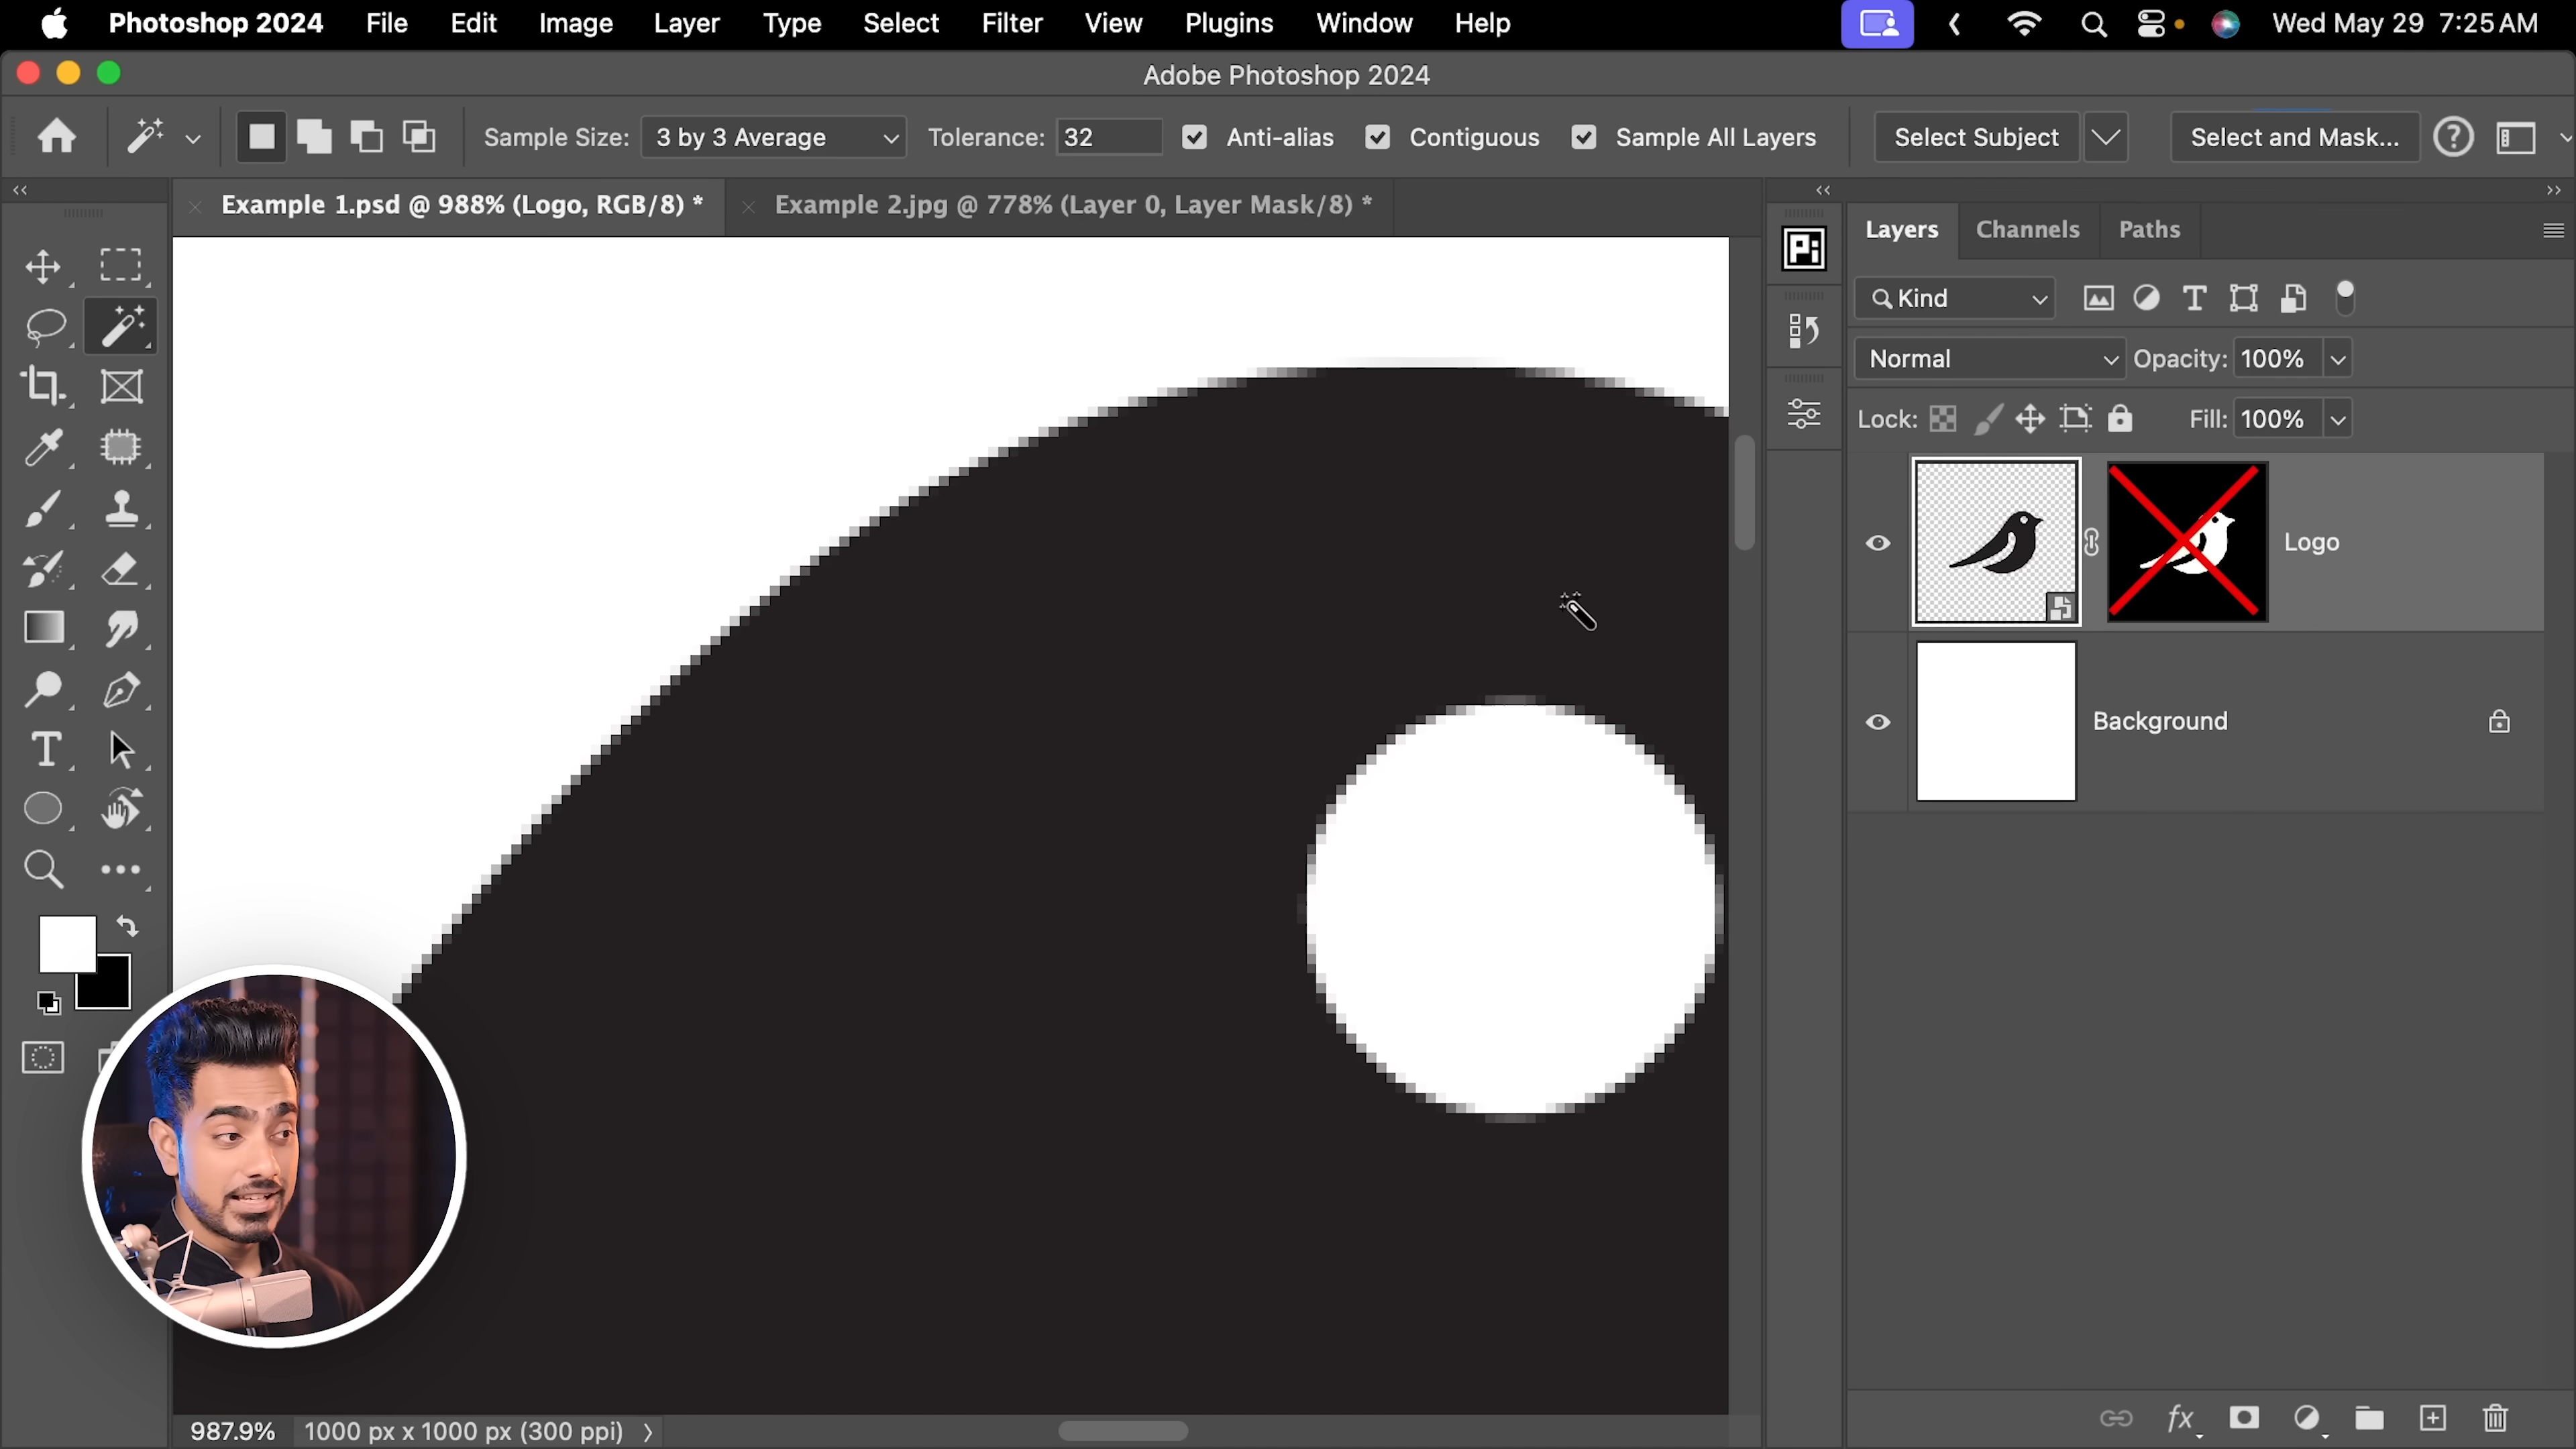 Photoshop 2024 File Edit Image Layer Type Select Filter View Plugins Window Help Wed May 29 7:25 AM
Adobe Photoshop 2024
Sample Size: 3 by 3 Average Tolerance: 32 Anti-alias Contiguous Sample All Layers Select Subject Select and Mask...
Example 1.psd @ 988% (Logo, RGB/8) * Example 2.jpg @ 778% (Layer 0, Layer Mask/8) *
Layers Channels Paths
Pi
Kind
Normal Opacity: 100%
Lock: Fill: 100%
Logo
Background
987.9% 1000 px x 1000 px (300 ppi)
fx